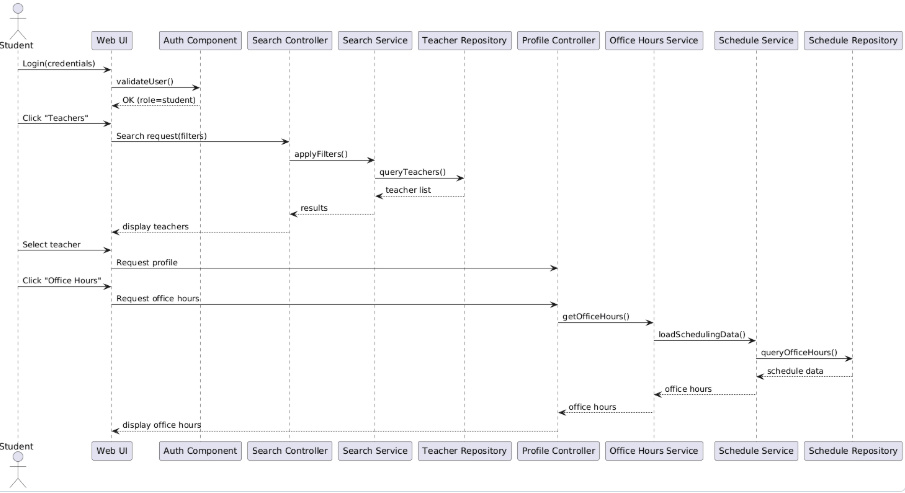 Student
Web UI
Auth Component
Search Controller
Search Service
Teacher Repository
Profile Controller
Office Hours Service
Schedule Service
Schedule Repository
Login(credentials)
validateUser()
OK (role=student)
Click "Teachers"
Search request(filters)
applyFilters()
queryTeachers()
teacher list
results
display teachers
Select teacher
Request profile
Click "Office Hours"
Request office hours
getOfficeHours()
loadSchedulingData()
queryOfficeHours()
schedule data
office hours
office hours
display office hours
Student
Web UI
Auth Component
Search Controller
Search Service
Teacher Repository
Profile Controller
Office Hours Service
Schedule Service
Schedule Repository